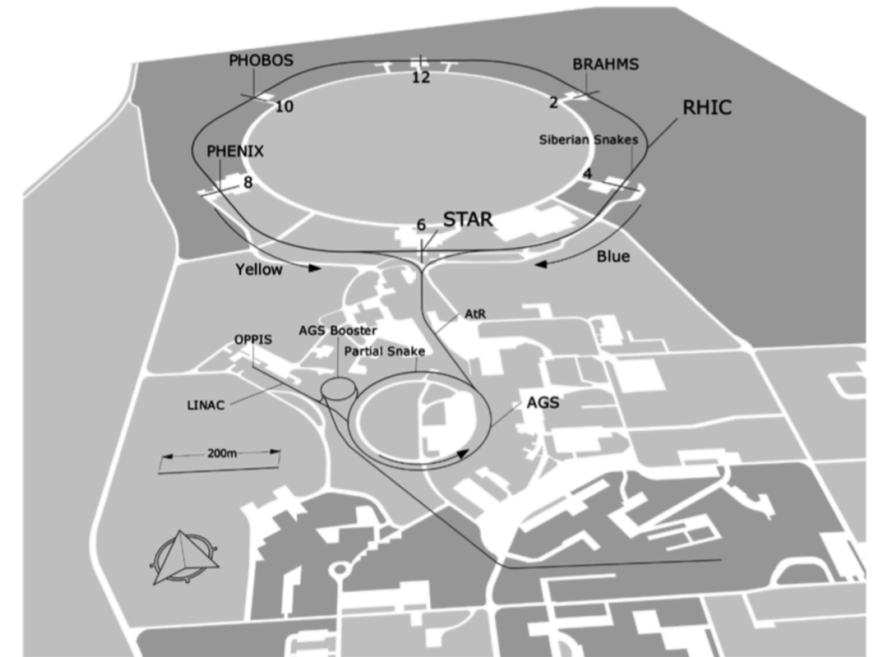 PHOBOS
12
BRAHMS
10
2
RHIC
Siberian Snakes
PHENIX
8
4
6
STAR
Yellow
Blue
AtR
AGS Booster
OPPIS
Partial Snake
LINAC
AGS
200m